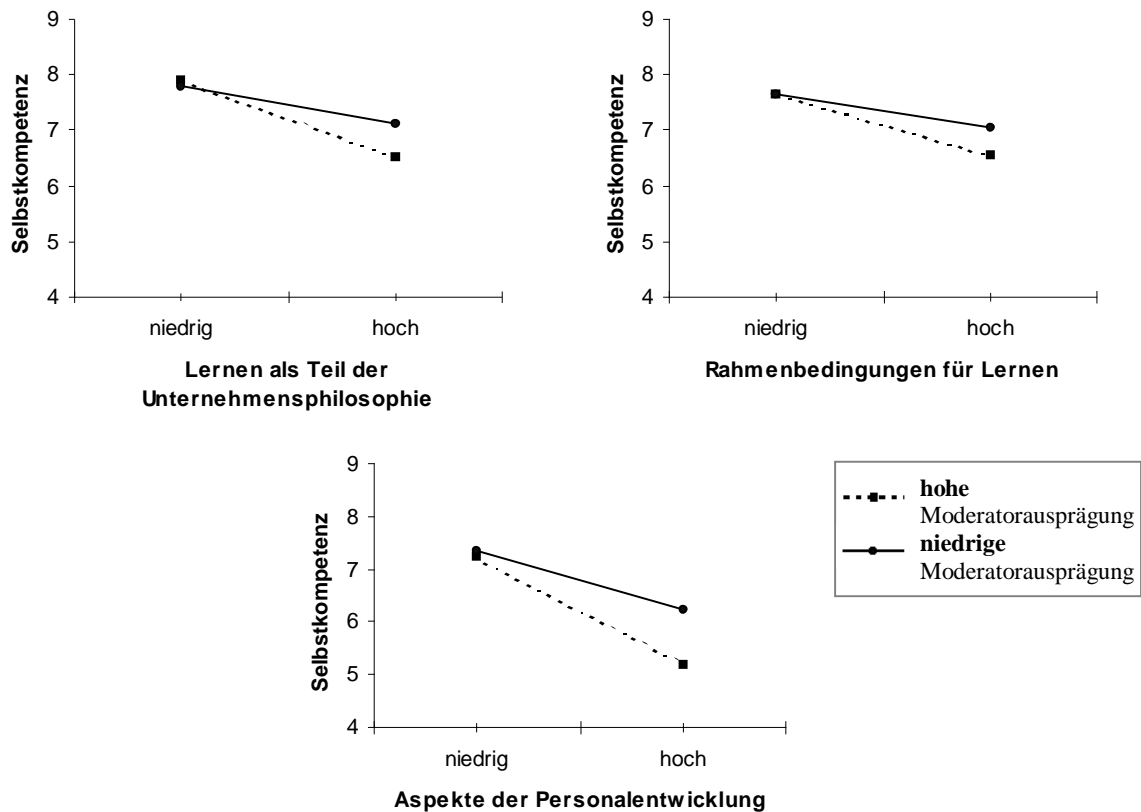 9
8
7
6
5
4
Selbstkompetenz
niedrig hoch
Lernen als Teil der
Unternehmensphilosophie
9
8
7
6
5
4
Selbstkompetenz
niedrig hoch
Rahmenbedingungen für Lernen
9
8
7
6
5
4
Selbstkompetenz
niedrig hoch
Aspekte der Personalentwicklung
hohe
Moderatorausprägung
niedrige
Moderatorausprägung